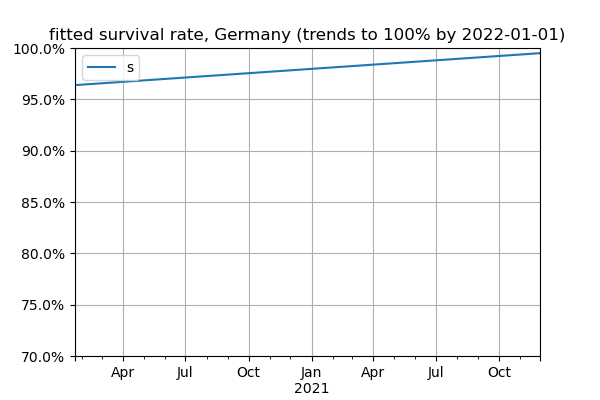 fitted survival rate, Germany (trends to 100% by 2022-01-01)
100.0%
s
95.0%
90.0%
85.0%
80.0%
75.0%
70.0%
Apr Jul Oct Jan Apr Jul Oct
2021